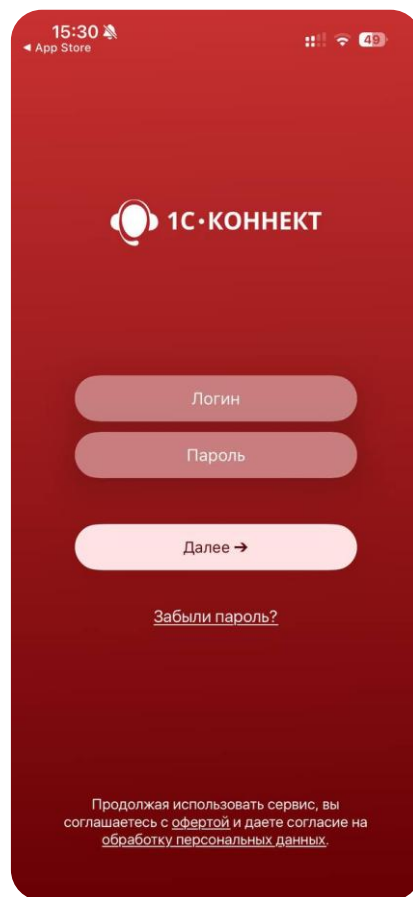 15:30
◄ App Store
49
1С·КОННЕКТ
Логин
Пароль
Далее →
Забыли пароль?
Продолжая использовать сервис, вы
соглашаетесь с офертой и даете согласие на
обработку персональных данных.